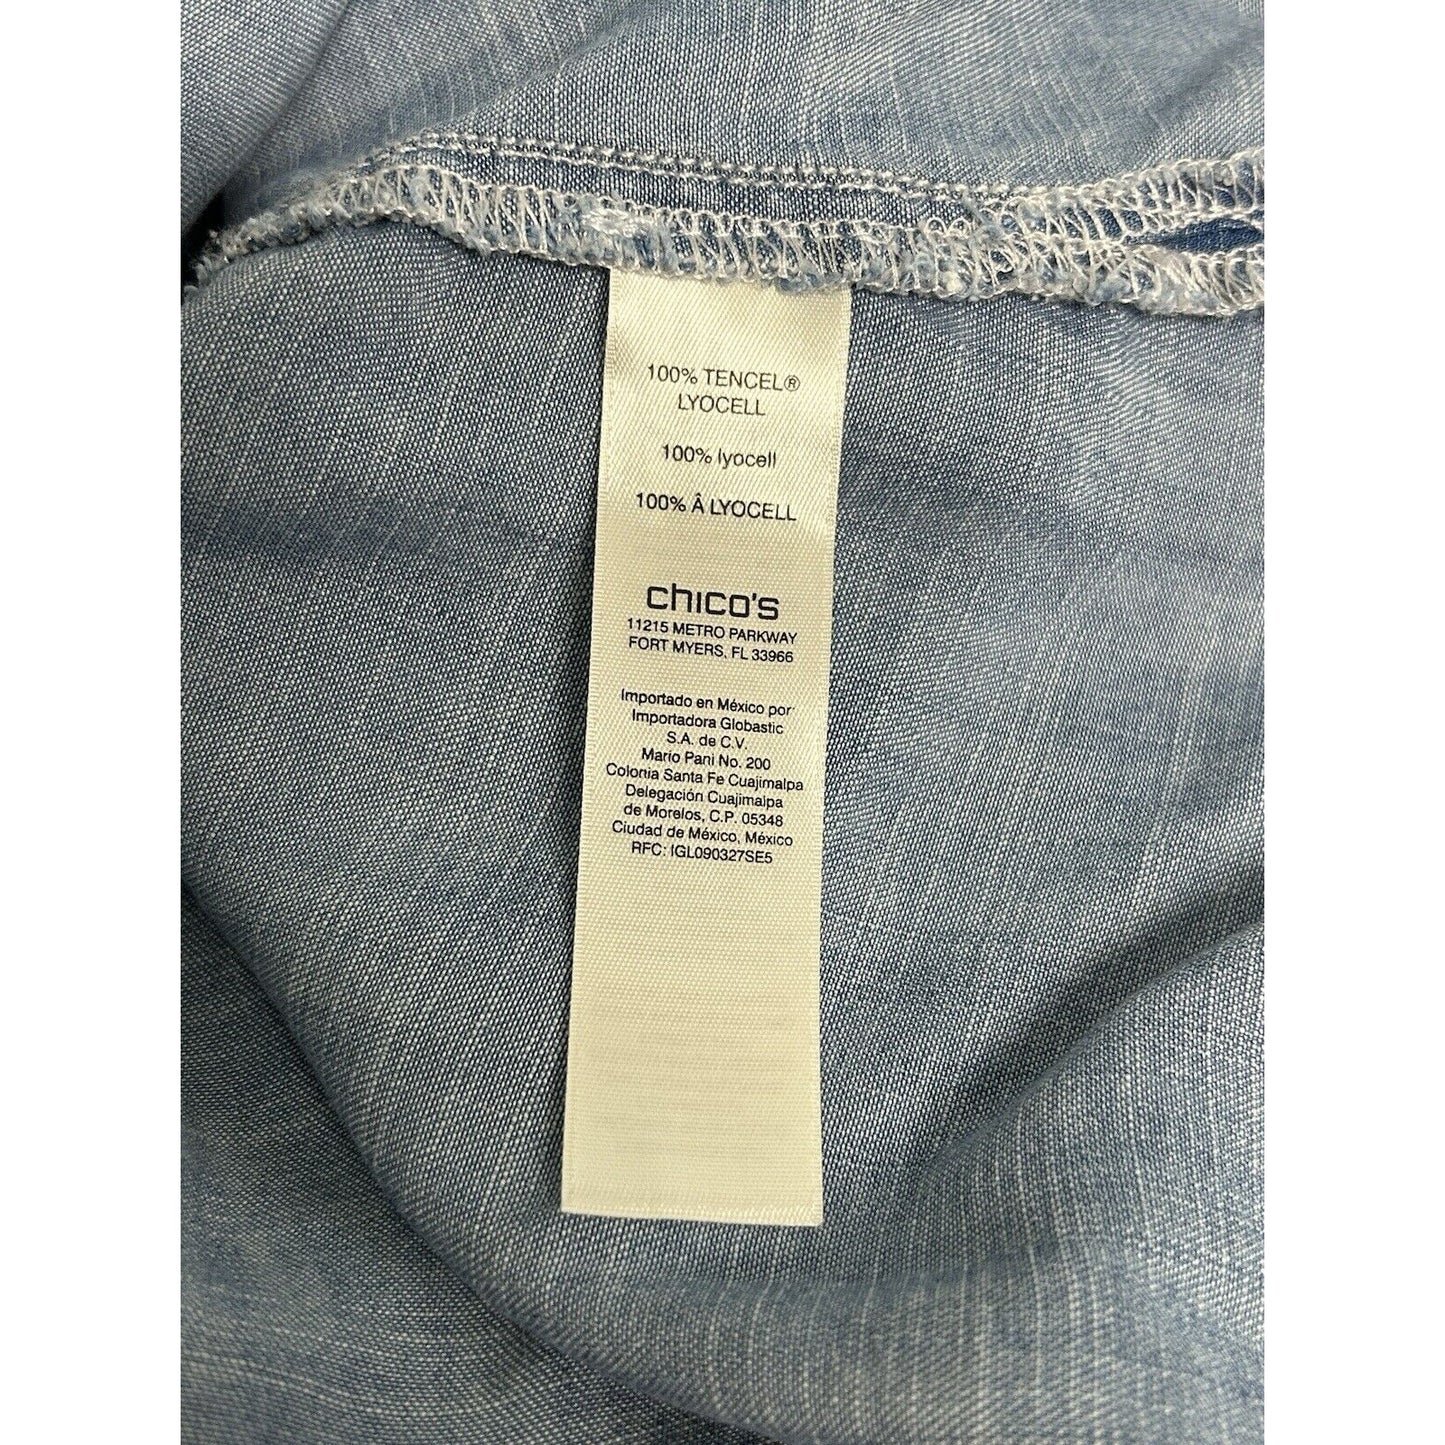 100% TENCEL®
LYOCELL
100% lyocell
100% Â LYOCELL
chico's
11215 METRO PARKWAY
FORT MYERS, FL 33966
Importado en México por
Importadora Globastic
S.A. de C.V.
Mario Pani No. 200
Colonia Santa Fe Cuajimalpa
Delegación Cuajimalpa
de Morelos, C.P. 05348
Ciudad de México, México
RFC: IGL090327SE5